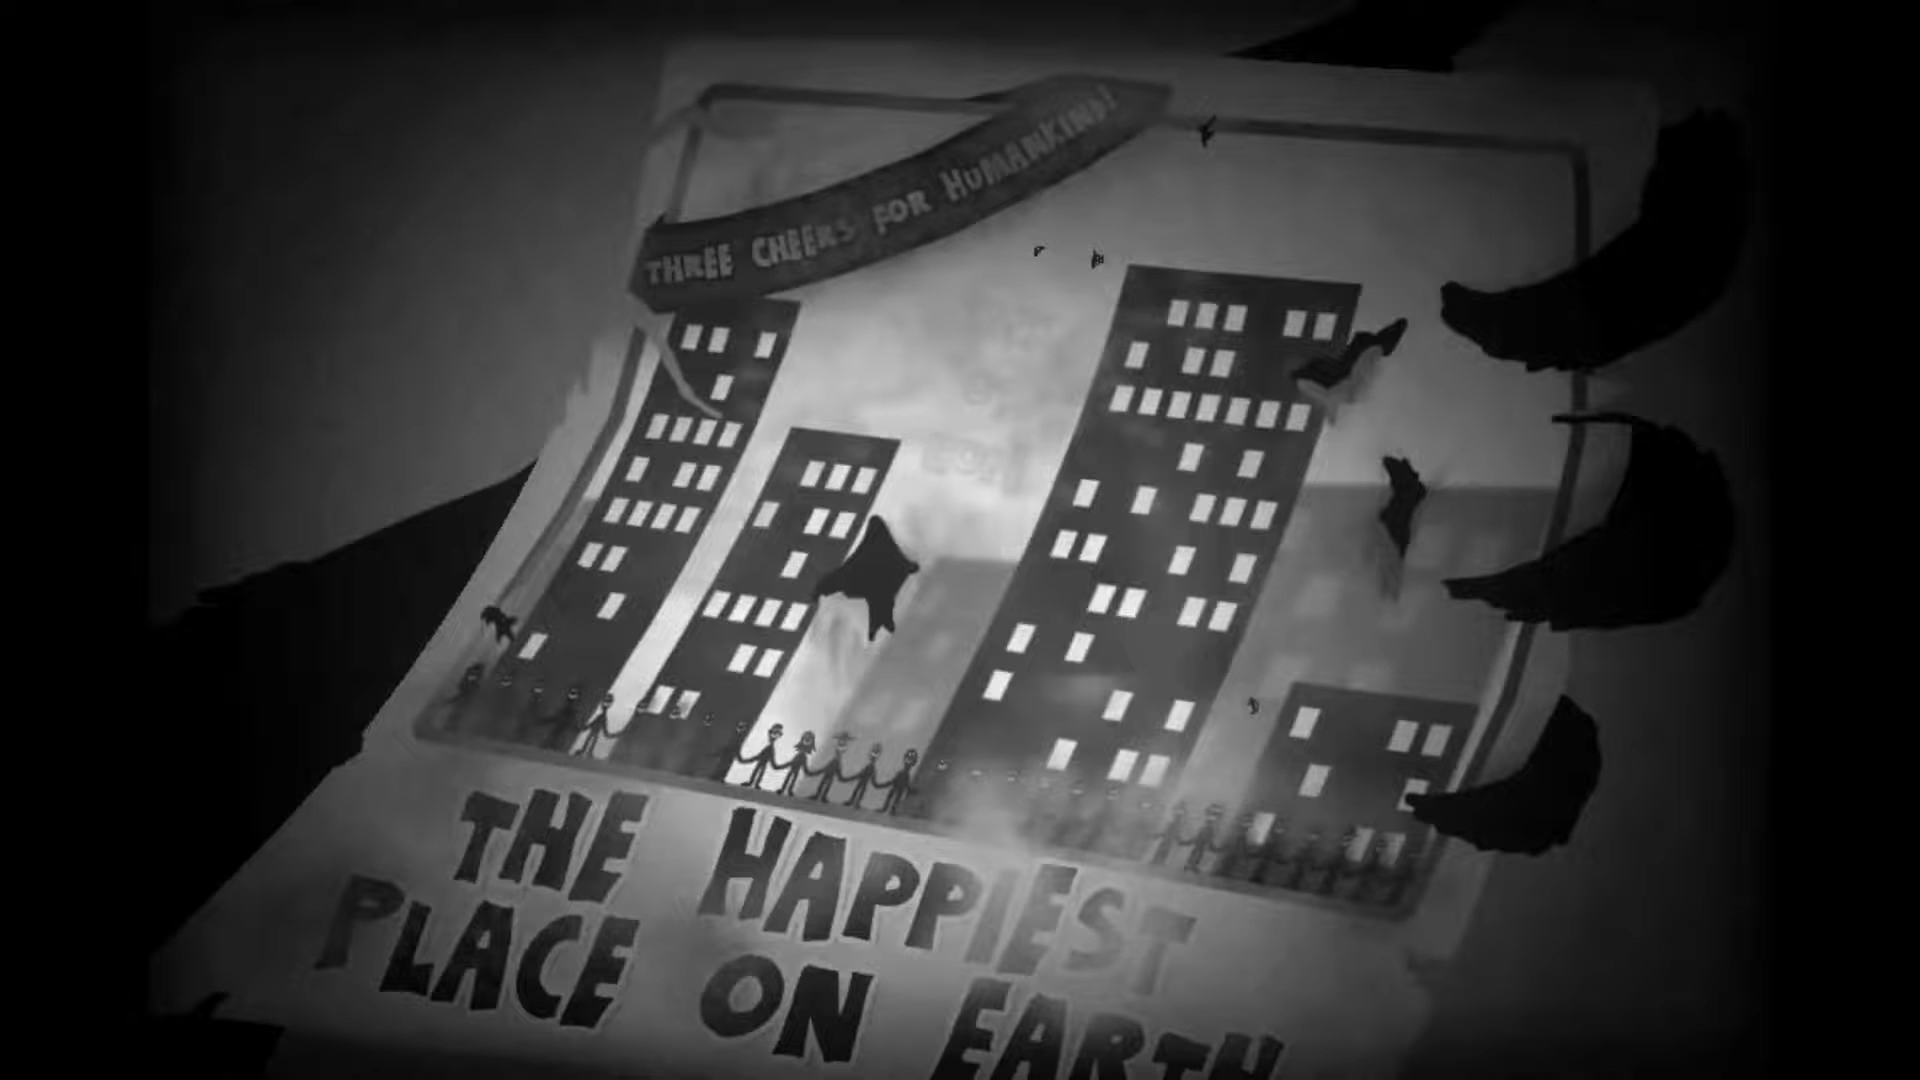 THREE CHEERS FOR HUMANKIND!
THE HAPPIEST
PLACE ON EARTH